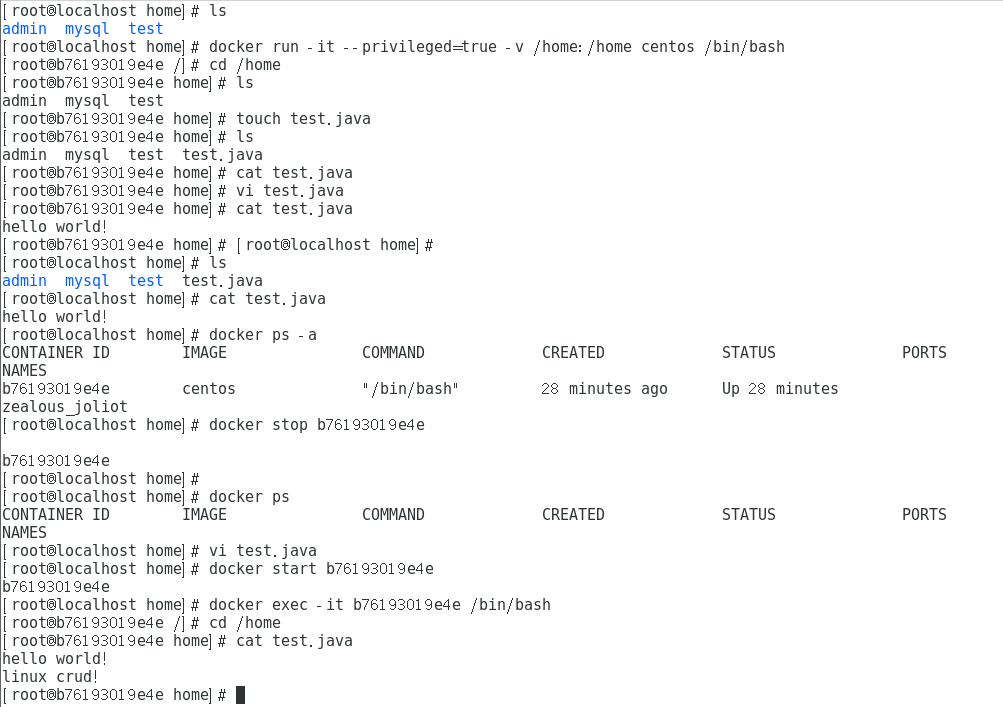 [root@localhost home]# ls
admin  mysql  test
[root@localhost home]# docker run -it --privileged=true -v /home:/home centos /bin/bash
[root@b76193019e4e /]# cd /home
[root@b76193019e4e home]# ls
admin  mysql  test
[root@b76193019e4e home]# touch test.java
[root@b76193019e4e home]# ls
admin  mysql  test  test.java
[root@b76193019e4e home]# cat test.java
[root@b76193019e4e home]# vi test.java
[root@b76193019e4e home]# cat test.java
hello world!
[root@b76193019e4e home]# [root@localhost home]#
[root@localhost home]# ls
admin  mysql  test  test.java
[root@localhost home]# cat test.java
hello world!
[root@localhost home]# docker ps -a
CONTAINER ID        IMAGE               COMMAND             CREATED             STATUS              PORTS
NAMES
b76193019e4e        centos              "/bin/bash"         28 minutes ago      Up 28 minutes
zealous_joliot
[root@localhost home]# docker stop b76193019e4e
b76193019e4e
[root@localhost home]#
[root@localhost home]# docker ps
CONTAINER ID        IMAGE               COMMAND             CREATED             STATUS              PORTS
NAMES
[root@localhost home]# vi test.java
[root@localhost home]# docker start b76193019e4e
b76193019e4e
[root@localhost home]# docker exec -it b76193019e4e /bin/bash
[root@b76193019e4e /]# cd /home
[root@b76193019e4e home]# cat test.java
hello world!
linux crud!
[root@b76193019e4e home]#